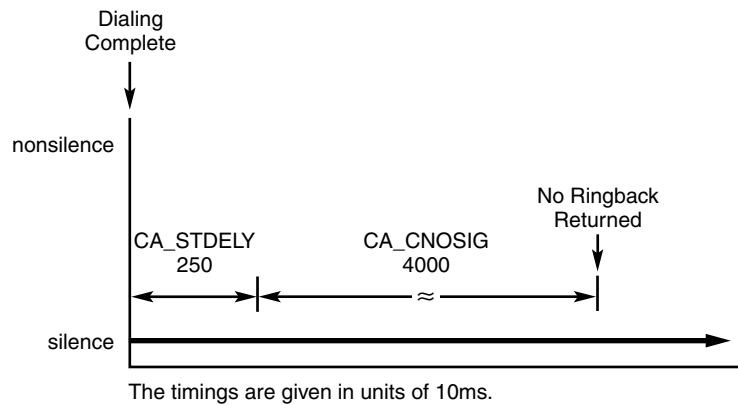 Dialing
Complete
nonsilence
No Ringback
Returned
CA_STDELY
250
CA_CNOSIG
4000
≈
silence
The timings are given in units of 10ms.